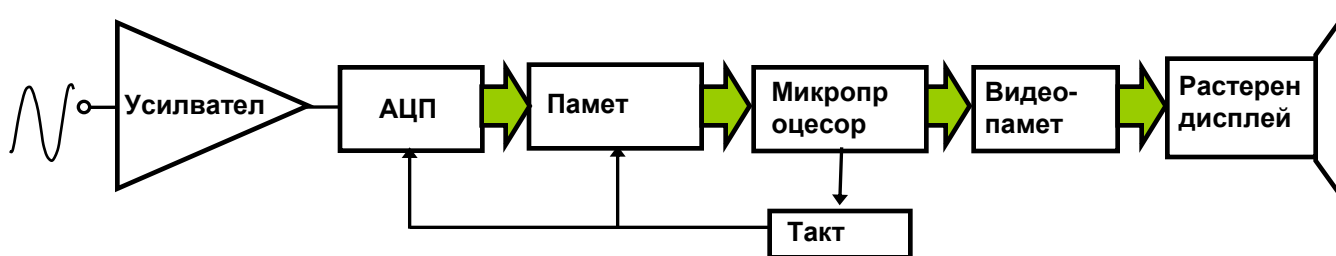 Усилвател
АЦП
Памет
Микропр
оцесор
Видео-
памет
Растерен
дисплей
Такт